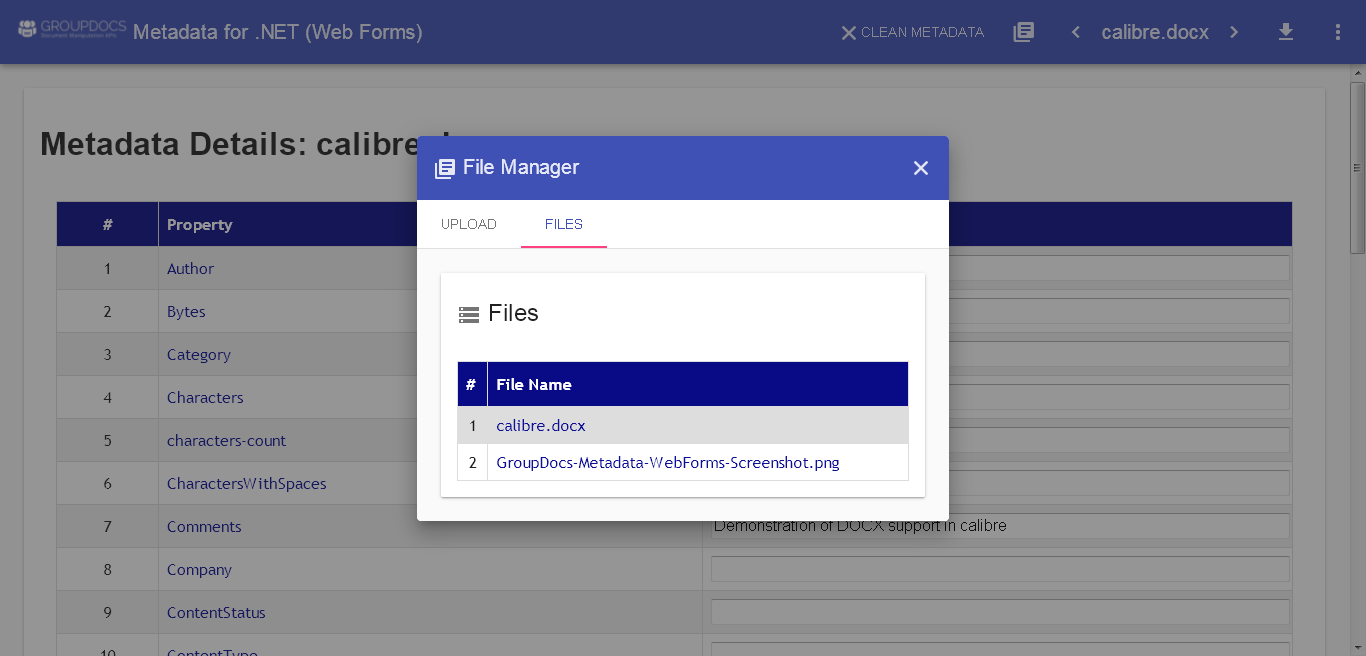 GROUPDOCS
Document Manipulation APIs
Metadata for .NET (Web Forms)
CLEAN METADATA
calibre.docx
Metadata Details: calibre
File Manager
UPLOAD
FILES
Files
# File Name
1 calibre.docx
2 GroupDocs-Metadata-WebForms-Screenshot.png
# Property
1 Author
2 Bytes
3 Category
4 Characters
5 characters-count
6 CharactersWithSpaces
7 Comments Demonstration of DOCX support in calibre
8 Company
9 ContentStatus
10 ContentType